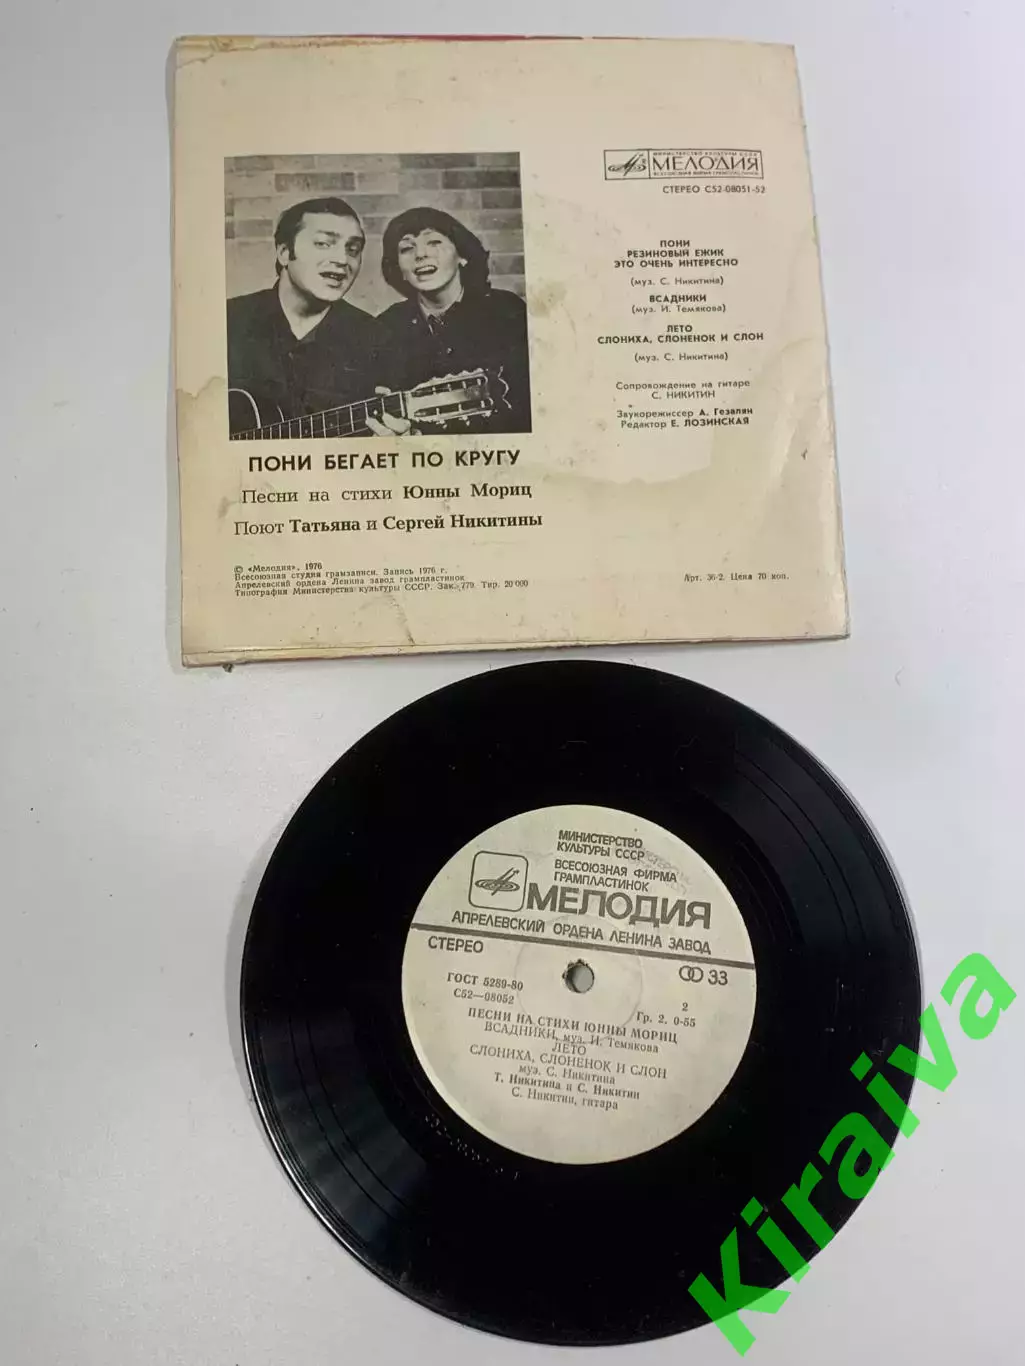 МИНИСТЕРСТВО КУЛЬТУРЫ СССР
МЕЛОДИЯ
ВСЕСОЮЗНАЯ ФИРМА ГРАМПЛАСТИНОК
СТЕРЕО С52-08051-52
ПОНИ
РЕЗИНОВЫЙ ЕЖИК
ЭТО ОЧЕНЬ ИНТЕРЕСНО
(муз. С. Никитина)
ВСАДНИКИ
(муз. И. Темякова)
ЛЕТО
СЛОНИХА, СЛОНЕНОК И СЛОН
(муз. С. Никитина)
Сопровождение на гитаре
С. НИКИТИН
Звукорежиссер А. Гезалян
Редактор Е. ЛОЗИНСКАЯ
ПОНИ БЕГАЕТ ПО КРУГУ
Песни на стихи Юнны Мориц
Поют Татьяна и Сергей Никитины
© «Мелодия», 1976
Всесоюзная студия грамзаписи. Запись 1976 г.
Апрелевский ордена Ленина завод грампластинок
Типография Министерства культуры СССР. Зак. 779. Тир. 20 000
Арт. 36-2. Цена 70 коп.
МИНИСТЕРСТВО
КУЛЬТУРЫ СССР
ВСЕСОЮЗНАЯ ФИРМА
ГРАМПЛАСТИНОК
МЕЛОДИЯ
АПРЕЛЕВСКИЙ ОРДЕНА ЛЕНИНА ЗАВОД
СТЕРЕО
33
ГОСТ 5289-80
С52—08052
2
Гр. 2. 0-55
ПЕСНИ НА СТИХИ ЮННЫ МОРИЦ
ВСАДНИКИ, муз. И. Темякова
ЛЕТО
СЛОНИХА, СЛОНЕНОК И СЛОН
муз. С. Никитина
Т. Никитина и С. Никитин
С. Никитин, гитара
Kiraiva